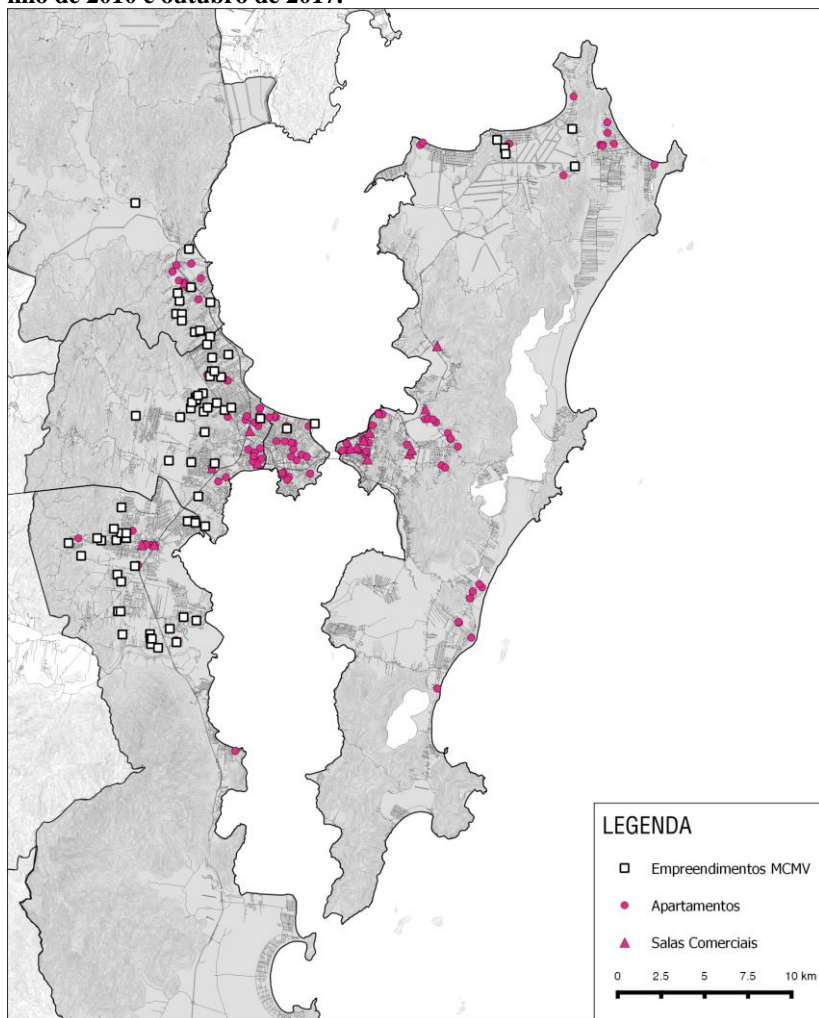 nho de 2010 e outubro de 2017.
LEGENDA
Empreendimentos MCMV
Apartamentos
Salas Comerciais
0 2.5 5 7.5 10 km